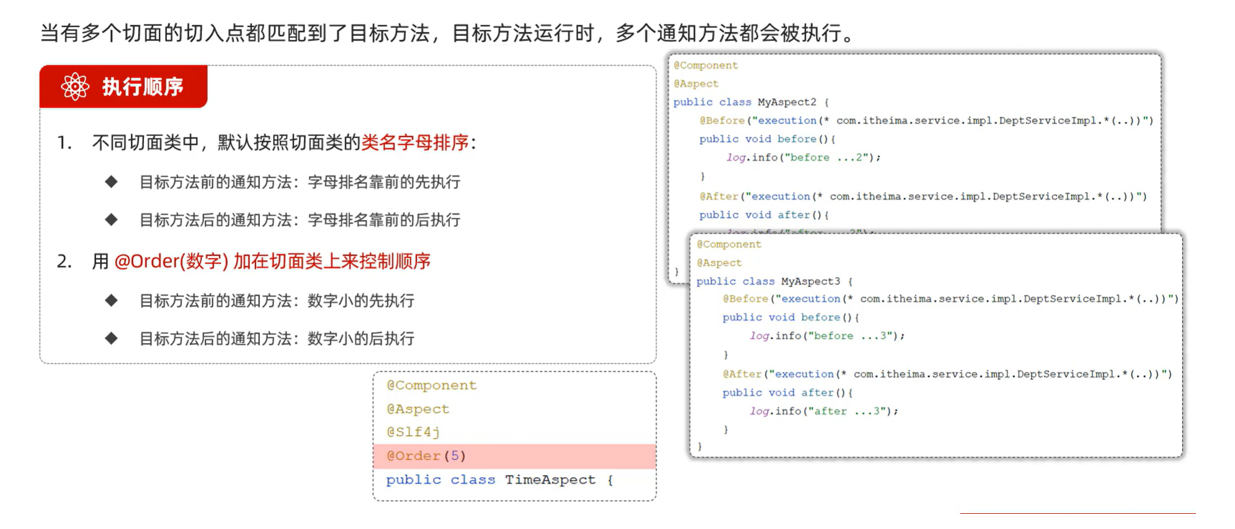 当有多个切面的切入点都匹配到了目标方法，目标方法运行时，多个通知方法都会被执行。
执行顺序
1. 不同切面类中，默认按照切面类的类名字母排序：
◆ 目标方法前的通知方法：字母排名靠前的先执行
◆ 目标方法后的通知方法：字母排名靠前的后执行
2. 用 @Order(数字) 加在切面类上来控制顺序
◆ 目标方法前的通知方法：数字小的先执行
◆ 目标方法后的通知方法：数字小的后执行
@Component
@Aspect
@Slf4j
@Order(5)
public class TimeAspect {
@Component
@Aspect
public class MyAspect2 {
@Before("execution(* com.itheima.service.impl.DeptServiceImpl.*(..))")
public void before(){
log.info("before ...2");
}
@After("execution(* com.itheima.service.impl.DeptServiceImpl.*(..))")
public void after(){
}
@Component
@Aspect
public class MyAspect3 {
@Before("execution(* com.itheima.service.impl.DeptServiceImpl.*(..))")
public void before(){
log.info("before ...3");
}
@After("execution(* com.itheima.service.impl.DeptServiceImpl.*(..))")
public void after(){
log.info("after ...3");
}
}